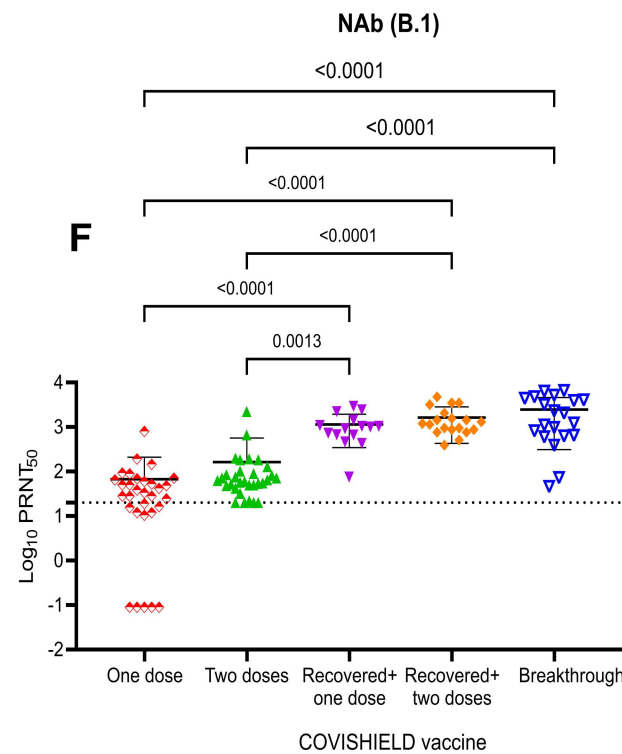 NAb (B.1)
<0.0001
<0.0001
<0.0001
F
<0.0001
<0.0001
0.0013
4
3
2
1
0
-1
-2
Log10 PRNT50
One dose
Two doses
Recovered+
one dose
Recovered+
two doses
Breakthrough
COVISHIELD vaccine